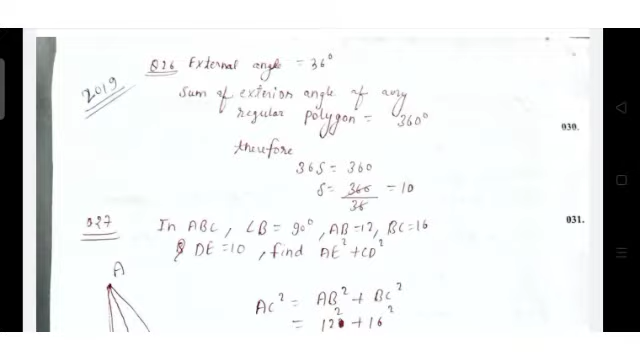 2019
Q26 External angle = 36°
Sum of exterion angle of any
regular polygon = 360°
030.
therefore
36S = 360
S = 360/36 = 10
031.
Q27 In ABC, ∠B = 90°, AB=12, BC=16
& DE=10, find AE² + CD²
A
AC² = AB² + BC²
= 12² + 16²